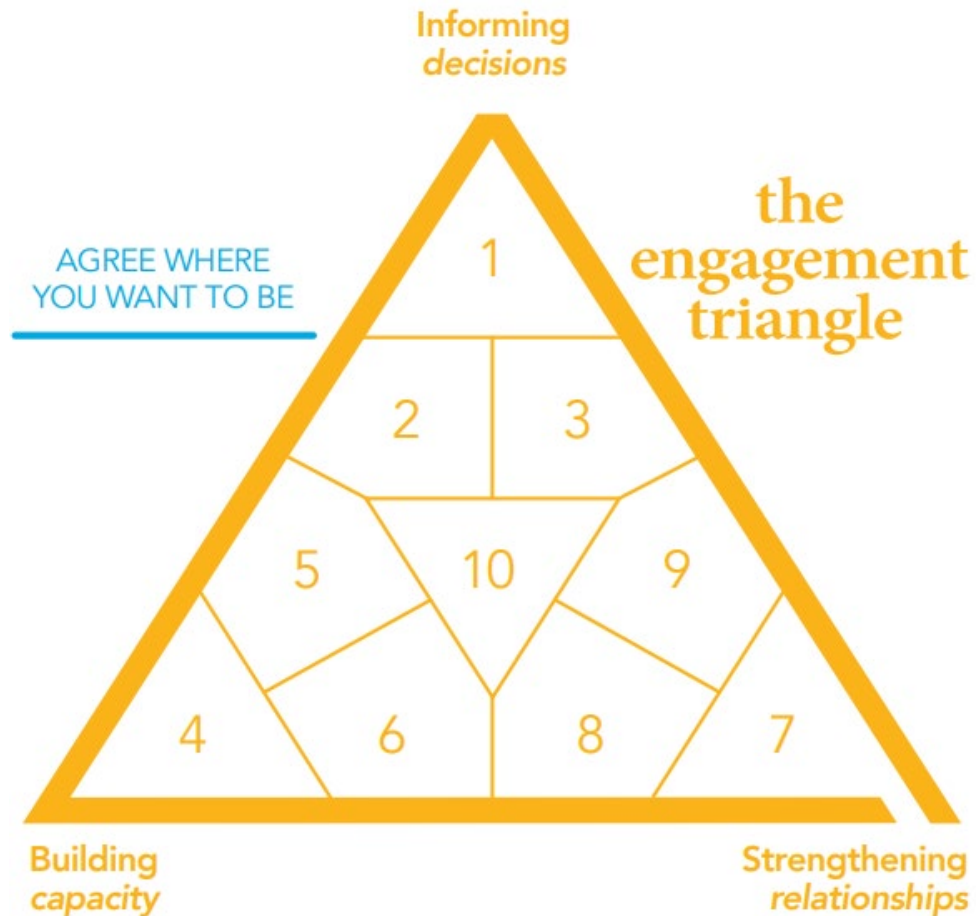 Informing
decisions
the
engagement
triangle
AGREE WHERE
YOU WANT TO BE
1
2
3
5
10
9
4
6
8
7
Building
capacity
Strengthening
relationships